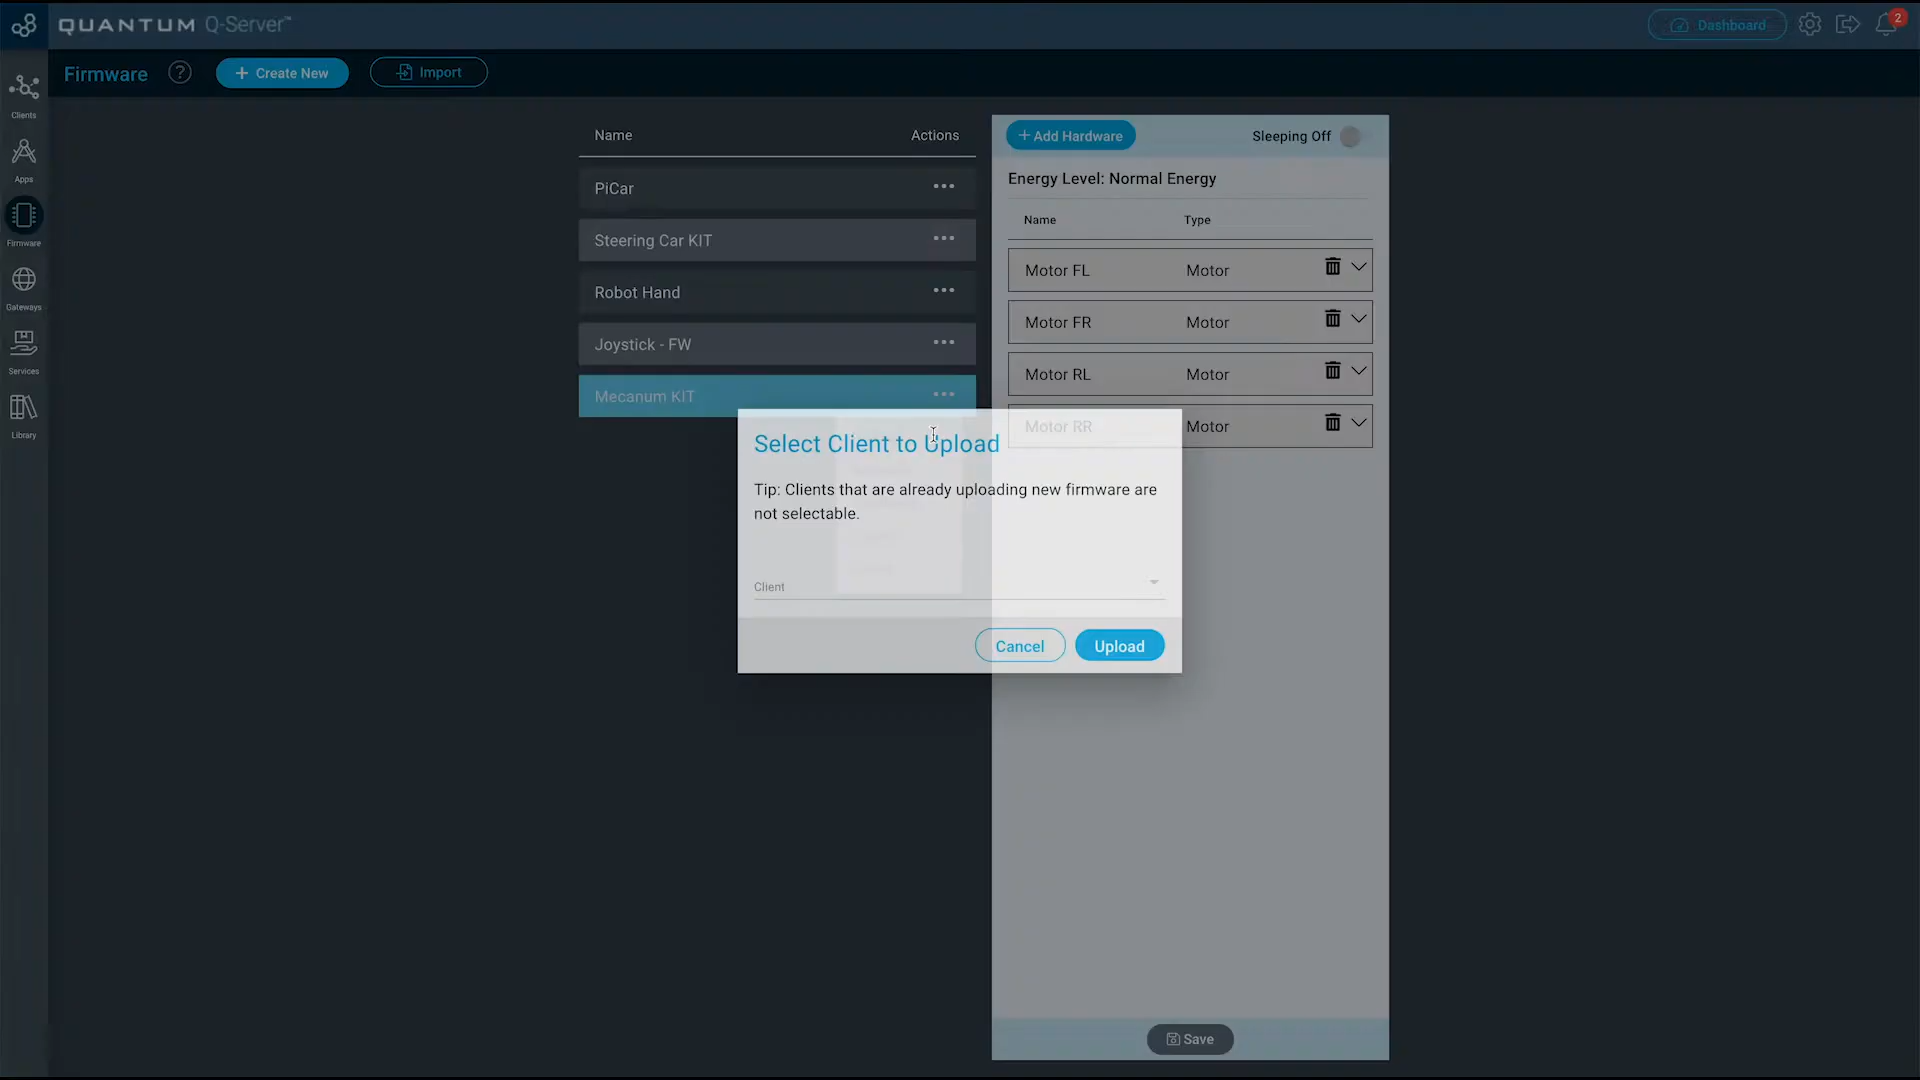 QUANTUM Q-Server™
Dashboard
2
Firmware
?
+ Create New
Import
Clients
Apps
Firmware
Gateways
Services
Library
Name Actions
PiCar
Steering Car KIT
Robot Hand
Joystick - FW
Mecanum KIT
+ Add Hardware
Sleeping Off
Energy Level: Normal Energy
Name Type
Motor FL Motor
Motor FR Motor
Motor RL Motor
Motor RR Motor
Select Client to Upload
Tip: Clients that are already uploading new firmware are
not selectable.
Client
Cancel
Upload
Save